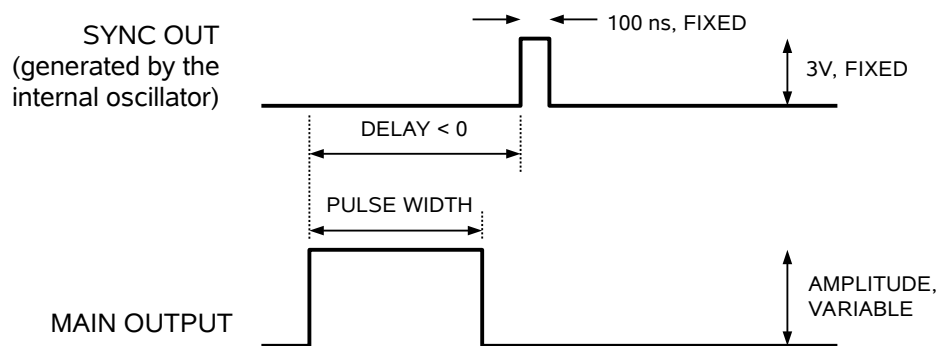 100 ns, FIXED
SYNC OUT
(generated by the
internal oscillator)
3V, FIXED
DELAY < 0
PULSE WIDTH
AMPLITUDE,
VARIABLE
MAIN OUTPUT